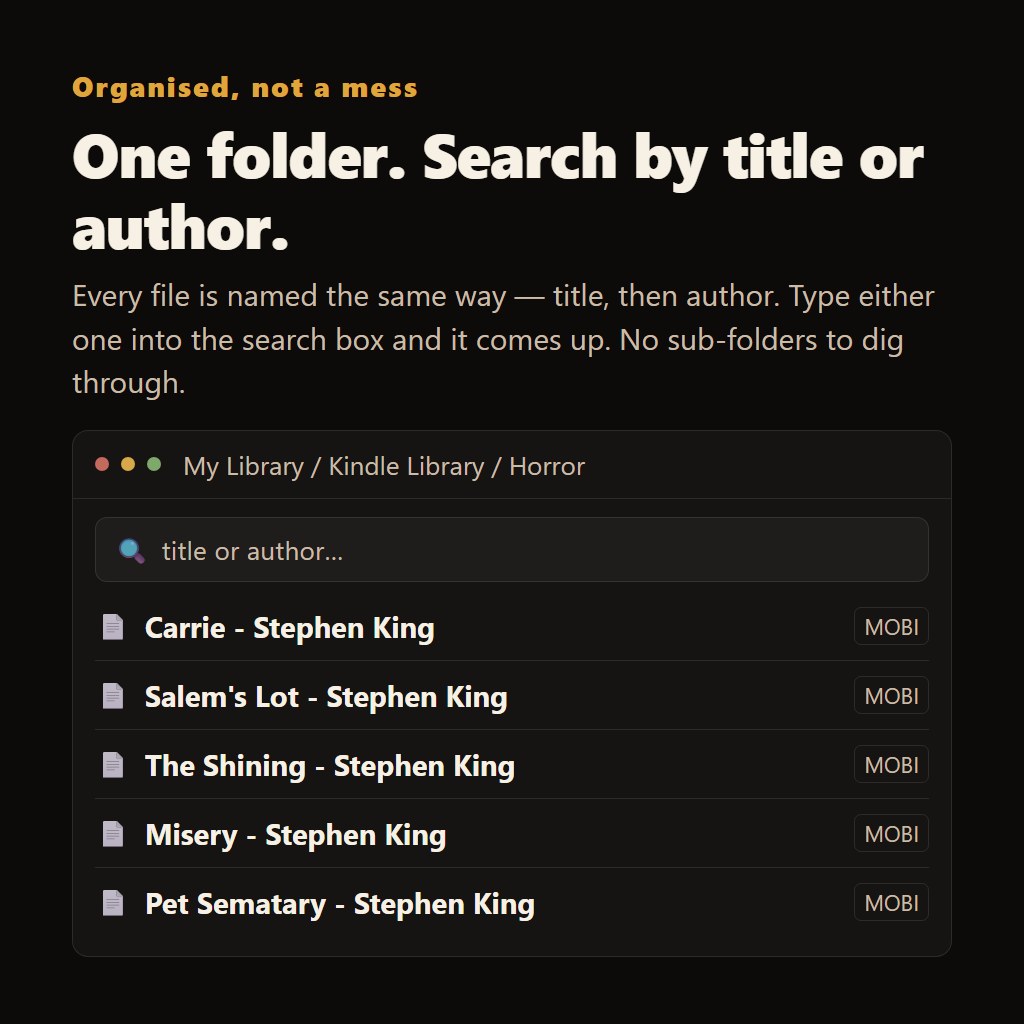 Organised, not a mess
One folder. Search by title or
author.
Every file is named the same way — title, then author. Type either
one into the search box and it comes up. No sub-folders to dig
through.
My Library / Kindle Library / Horror
title or author...
Carrie - Stephen King MOBI
Salem's Lot - Stephen King MOBI
The Shining - Stephen King MOBI
Misery - Stephen King MOBI
Pet Sematary - Stephen King MOBI